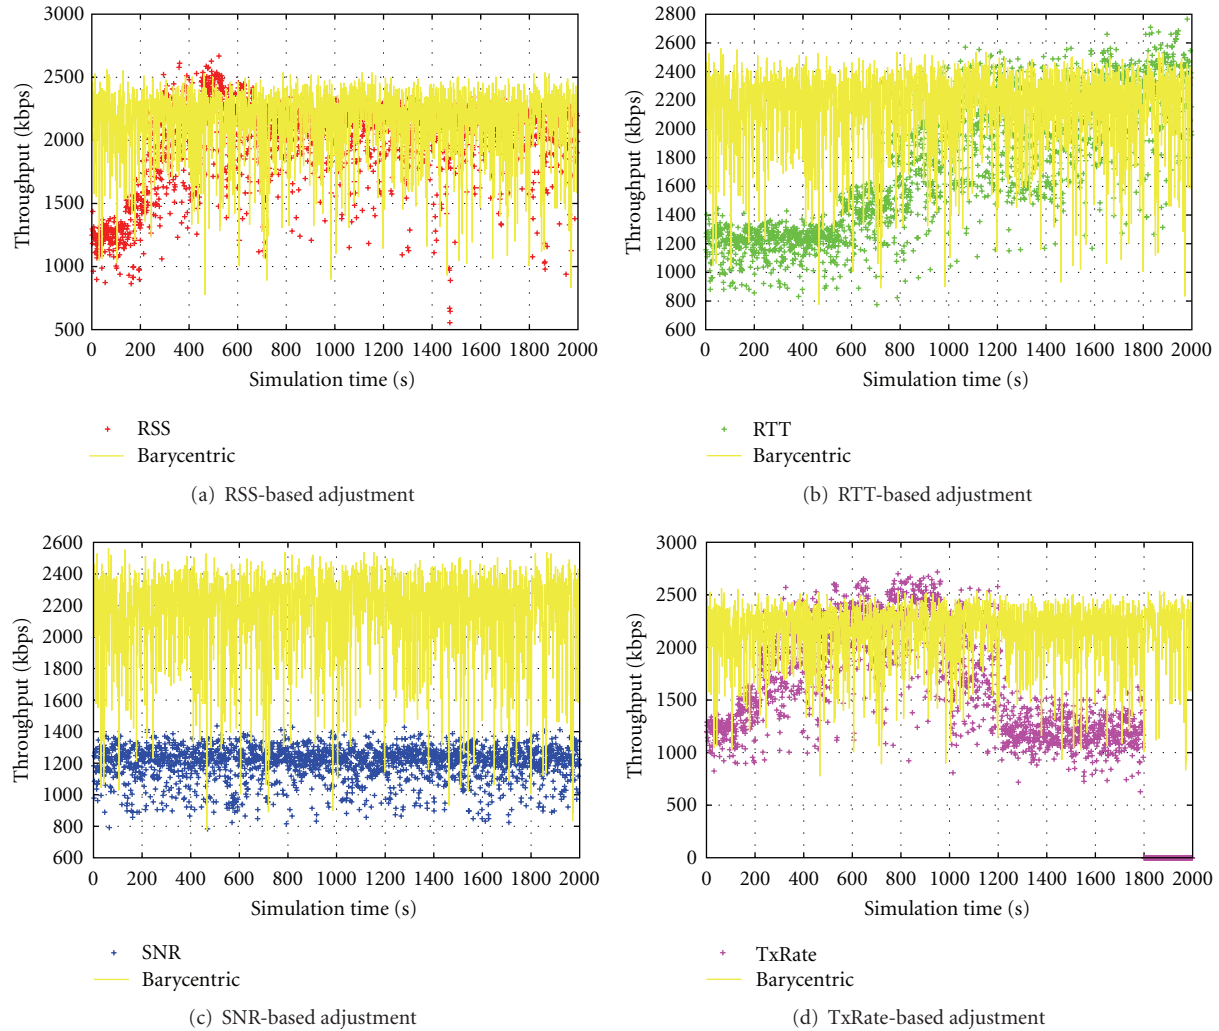 3000
2500
2000
1500
1000
500
Throughput (kbps)
0 200 400 600 800 1000 1200 1400 1600 1800 2000
Simulation time (s)
RSS
Barycentric
(a) RSS-based adjustment
2800
2600
2400
2200
2000
1800
1600
1400
1200
1000
800
600
Throughput (kbps)
0 200 400 600 800 1000 1200 1400 1600 1800 2000
Simulation time (s)
RTT
Barycentric
(b) RTT-based adjustment
2600
2400
2200
2000
1800
1600
1400
1200
1000
800
600
Throughput (kbps)
0 200 400 600 800 1000 1200 1400 1600 1800 2000
Simulation time (s)
SNR
Barycentric
(c) SNR-based adjustment
3000
2500
2000
1500
1000
500
0
Throughput (kbps)
0 200 400 600 800 1000 1200 1400 1600 1800 2000
Simulation time (s)
TxRate
Barycentric
(d) TxRate-based adjustment